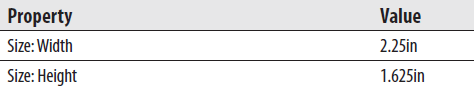 Property Value
Size: Width 2.25in
Size: Height 1.625in